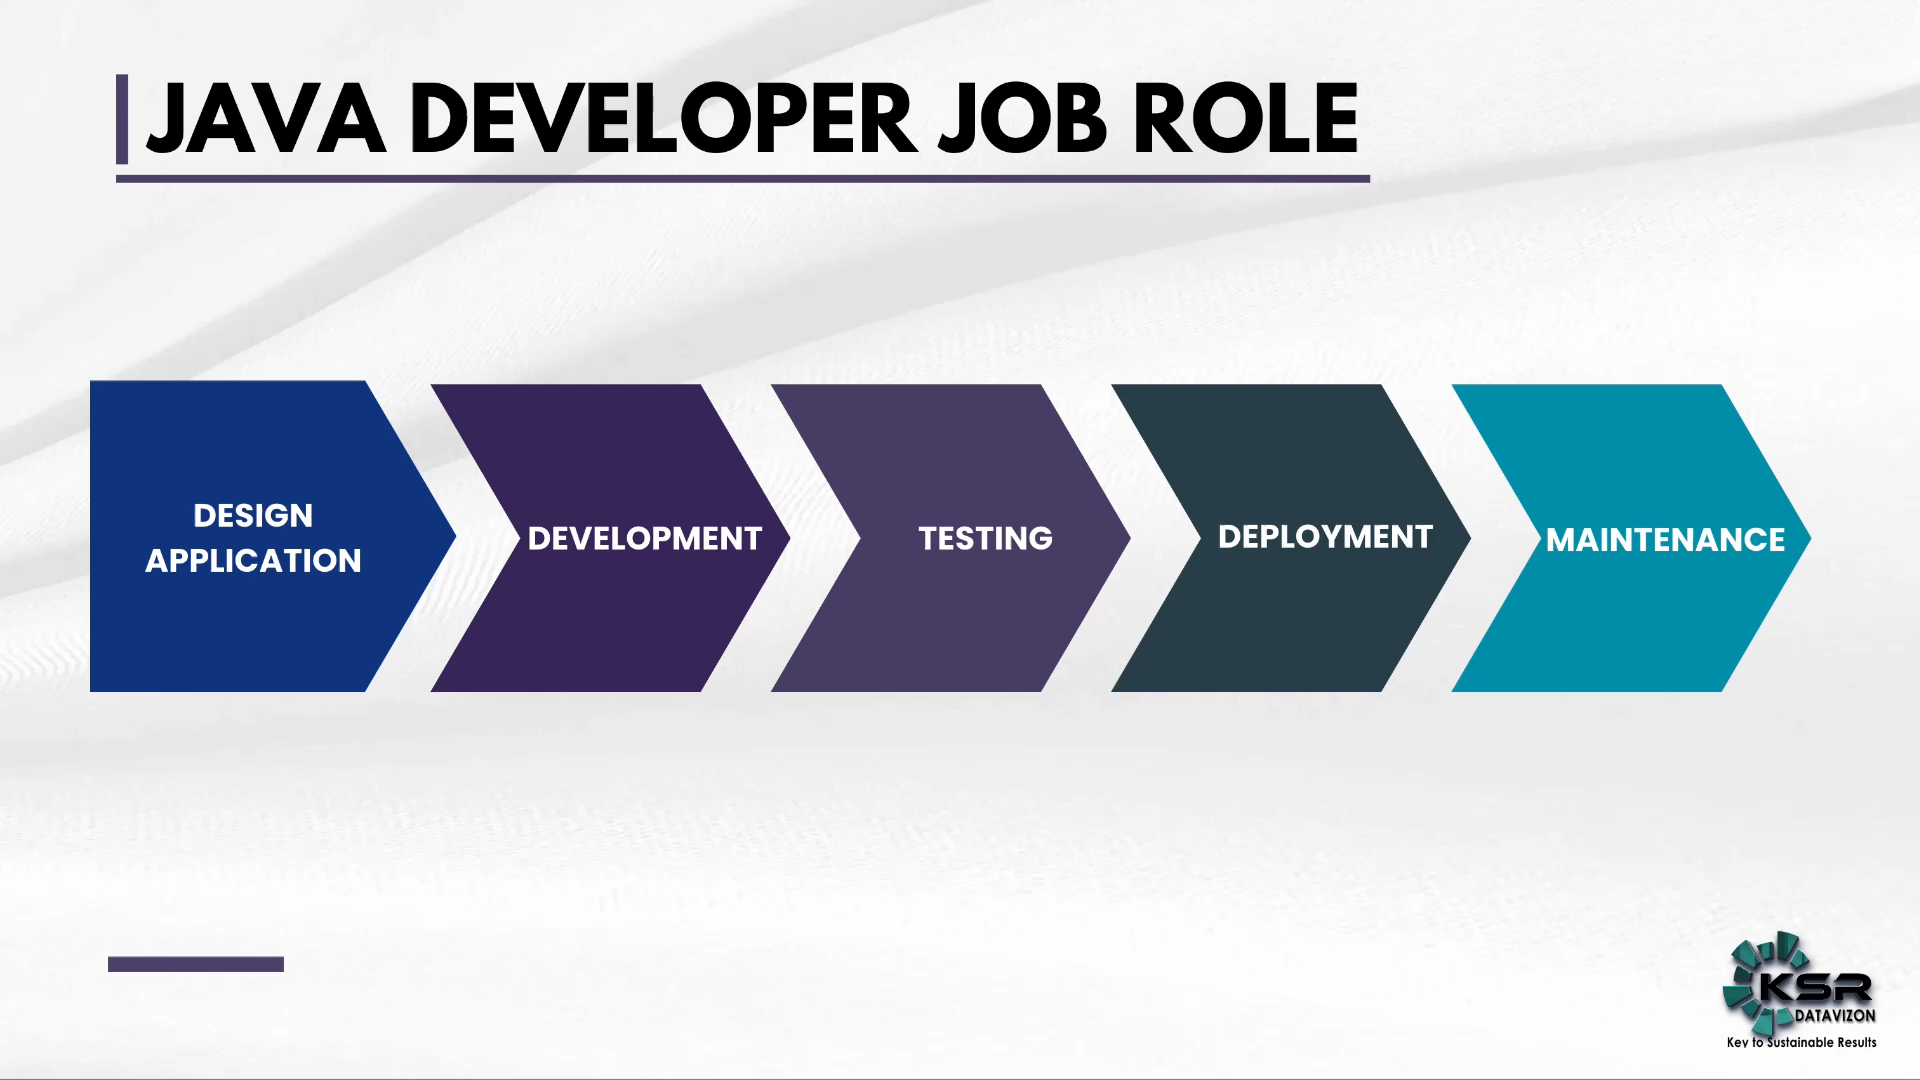 JAVA DEVELOPER JOB ROLE
DESIGN
APPLICATION
DEVELOPMENT
TESTING
DEPLOYMENT
MAINTENANCE
KSR
DATAVIZON
Key to Sustainable Results